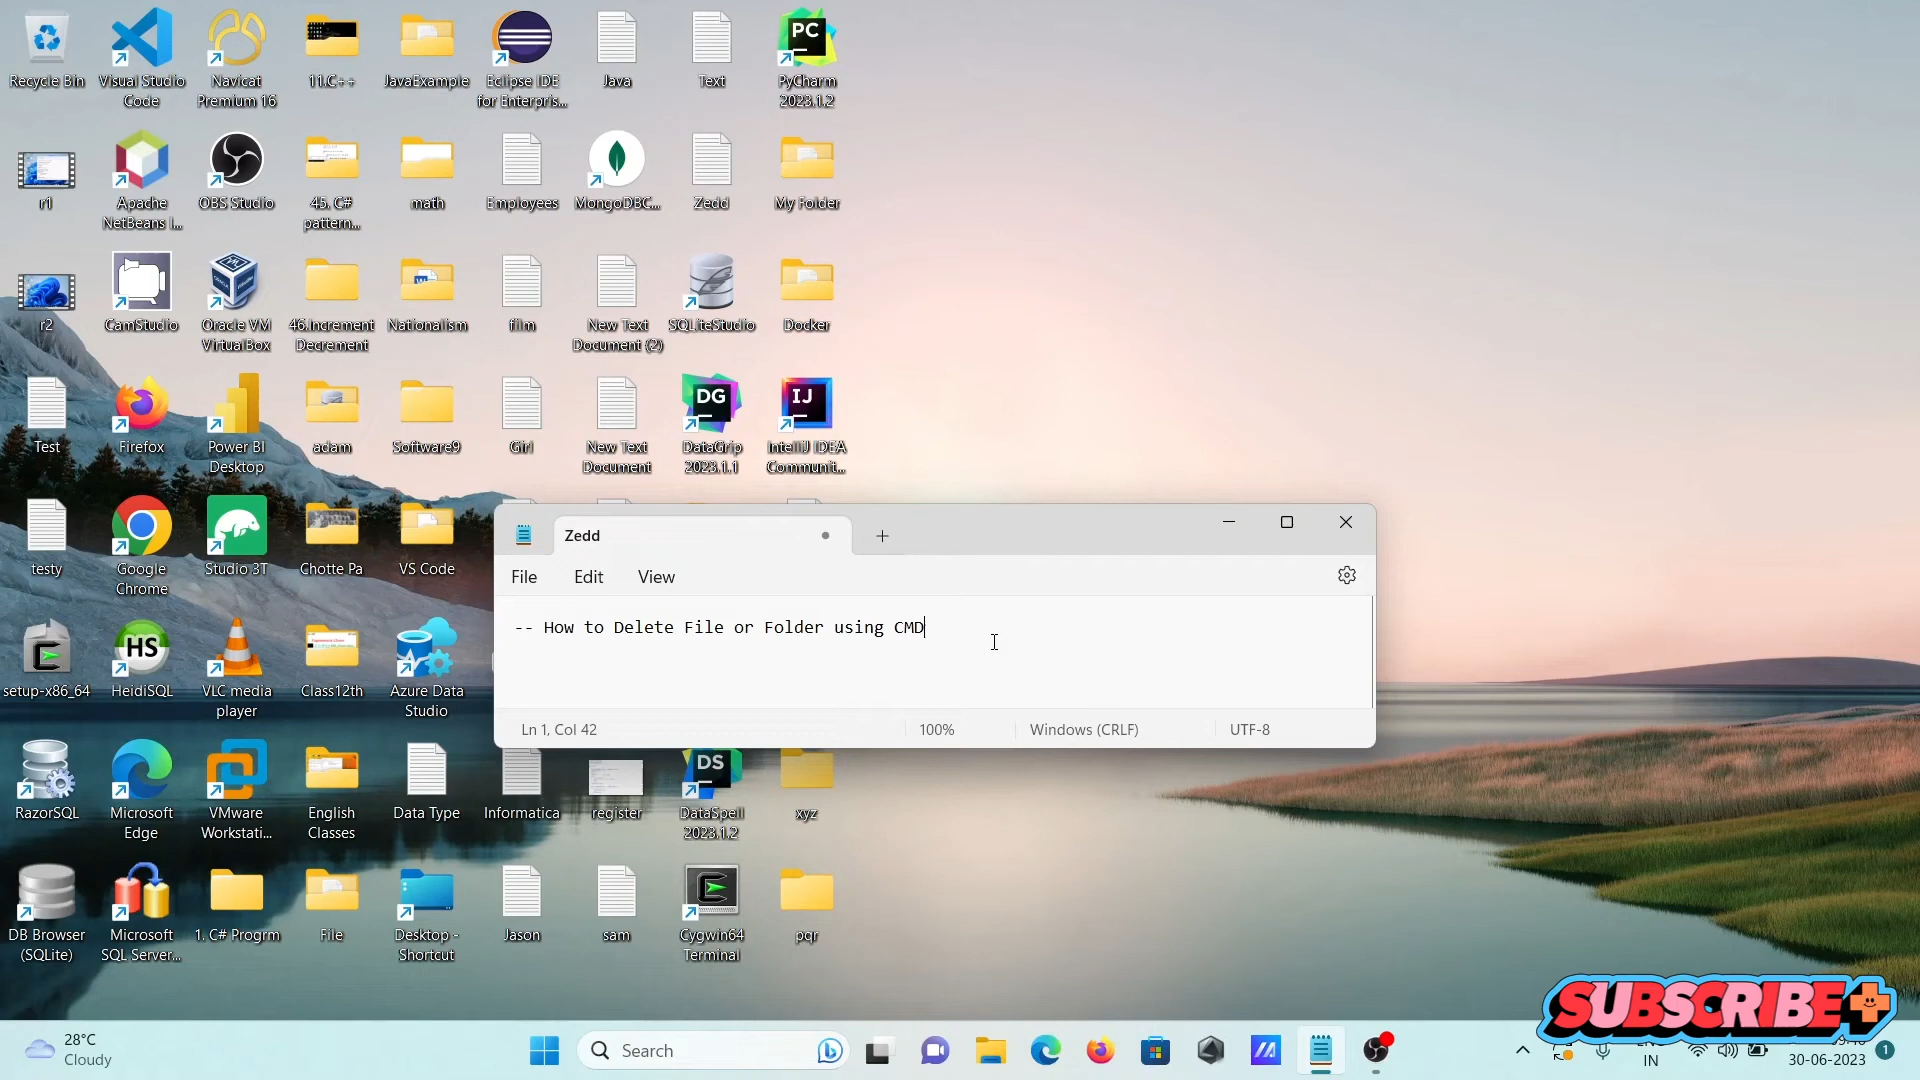 Recycle Bin
Visual Studio
Code
Navicat
Premium 16
11.C++
JavaExample
Eclipse IDE
for Enterpris...
Java
Text
PC
PyCharm
2023.1.2
r1
Apache
NetBeans I...
OBS Studio
45. C#
pattern...
math
Employees
MongoDBC...
Zedd
My Folder
r2
CamStudio
Oracle VM
VirtualBox
46.Increment
Decrement
Nationalism
film
New Text
Document (2)
SQLiteStudio
Docker
Test
Firefox
Power BI
Desktop
adam
Software9
Girl
New Text
Document
DG
DataGrip
2023.1.1
IJ
IntelliJ IDEA
Communit...
testy
Google
Chrome
Studio 3T
Chotte Pa
VS Code
Zedd
File
Edit
View
-- How to Delete File or Folder using CMD
Ln 1, Col 42
100%
Windows (CRLF)
UTF-8
setup-x86_64
HS
HeidiSQL
VLC media
player
Class12th
Azure Data
Studio
RazorSQL
Microsoft
Edge
VMware
Workstati...
English
Classes
Data Type
Informatica
register
DS
DataSpell
2023.1.2
xyz
DB Browser
(SQLite)
Microsoft
SQL Server...
1. C# Progrm
File
Desktop -
Shortcut
Jason
sam
Cygwin64
Terminal
pqr
SUBSCRIBE
28°C
Cloudy
Search
IN
30-06-2023
1